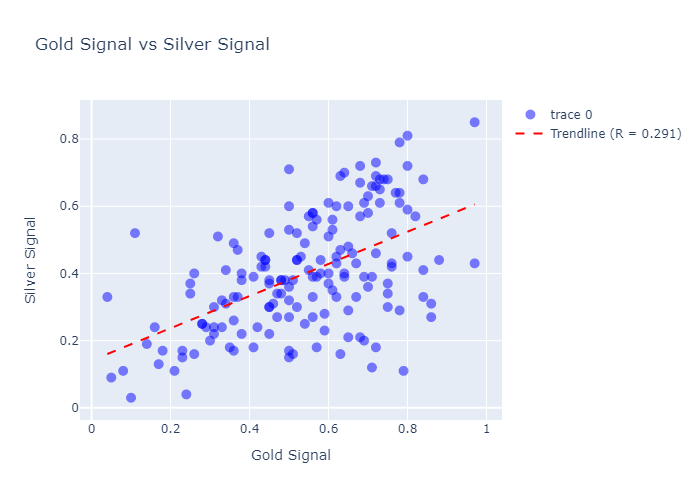 Gold Signal vs Silver Signal
trace 0
Trendline (R = 0.291)
Silver Signal
0.8
0.6
0.4
0.2
0
0
0.2
0.4
0.6
0.8
1
Gold Signal